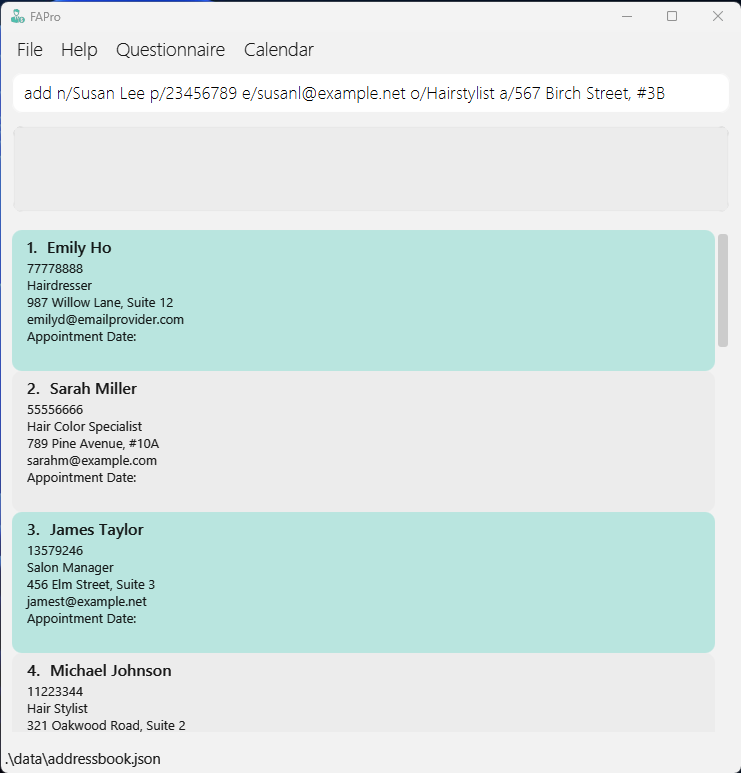 FAPro
File Help Questionnaire Calendar
add n/Susan Lee p/23456789 e/susanl@example.net o/Hairstylist a/567 Birch Street, #3B
1. Emily Ho
77778888
Hairdresser
987 Willow Lane, Suite 12
emilyd@emailprovider.com
Appointment Date:
2. Sarah Miller
55556666
Hair Color Specialist
789 Pine Avenue, #10A
sarahm@example.com
Appointment Date:
3. James Taylor
13579246
Salon Manager
456 Elm Street, Suite 3
jamest@example.net
Appointment Date:
4. Michael Johnson
11223344
Hair Stylist
321 Oakwood Road, Suite 2
.\data\addressbook.json